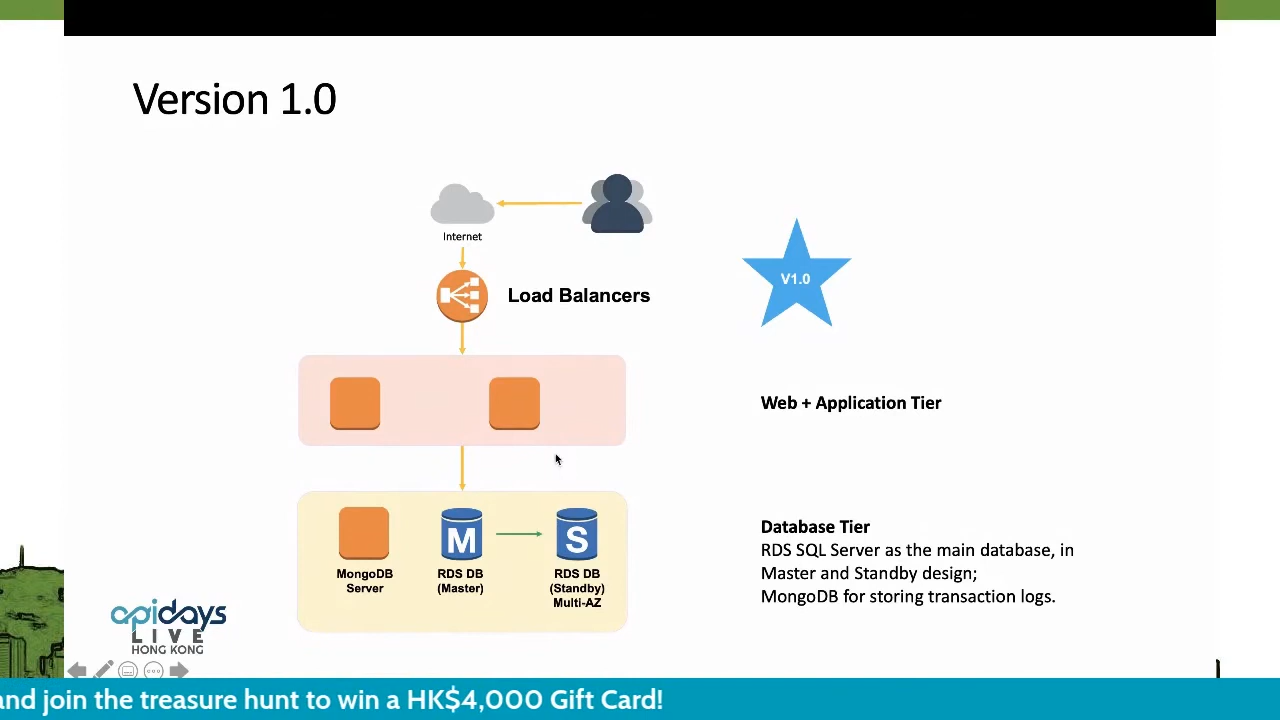 Version 1.0
Internet
Load Balancers
V1.0
Web + Application Tier
MongoDB
Server
RDS DB
(Master)
RDS DB
(Standby)
Multi-AZ
M
S
Database Tier
RDS SQL Server as the main database, in
Master and Standby design;
MongoDB for storing transaction logs.
apidays
LIVE
HONG KONG
and join the treasure hunt to win a HK$4,000 Gift Card!